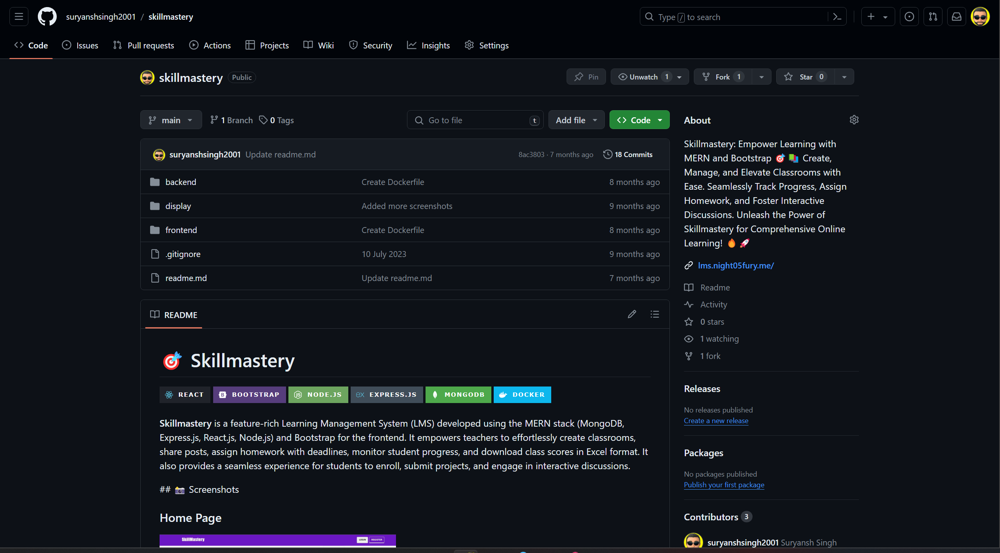 suryanshsingh2001 / skillmastery
Type / to search
Code Issues Pull requests Actions Projects Wiki Security Insights Settings
skillmastery Public
Pin Unwatch 1 Fork 1 Star 0
main 1 Branch 0 Tags
Go to file t Add file Code
suryanshsingh2001 Update readme.md 8ac3803 · 7 months ago 18 Commits
backend Create Dockerfile 8 months ago
display Added more screenshots 9 months ago
frontend Create Dockerfile 8 months ago
.gitignore 10 July 2023 9 months ago
readme.md Update readme.md 7 months ago
README
🎯 Skillmastery
REACT BOOTSTRAP NODE.JS EXPRESS.JS MONGODB DOCKER
Skillmastery is a feature-rich Learning Management System (LMS) developed using the MERN stack (MongoDB,
Express.js, React.js, Node.js) and Bootstrap for the frontend. It empowers teachers to effortlessly create classrooms,
share posts, assign homework with deadlines, monitor student progress, and download class scores in Excel format. It
also provides a seamless experience for students to enroll, submit projects, and engage in interactive discussions.
## 📸 Screenshots
Home Page
SkillMastery LOGIN REGISTER
About
Skillmastery: Empower Learning with
MERN and Bootstrap 🎯 📚 Create,
Manage, and Elevate Classrooms with
Ease. Seamlessly Track Progress, Assign
Homework, and Foster Interactive
Discussions. Unleash the Power of
Skillmastery for Comprehensive Online
Learning! 🔥 🚀
lms.night05fury.me/
Readme
Activity
0 stars
1 watching
1 fork
Releases
No releases published
Create a new release
Packages
No packages published
Publish your first package
Contributors 3
suryanshsingh2001 Suryansh Singh